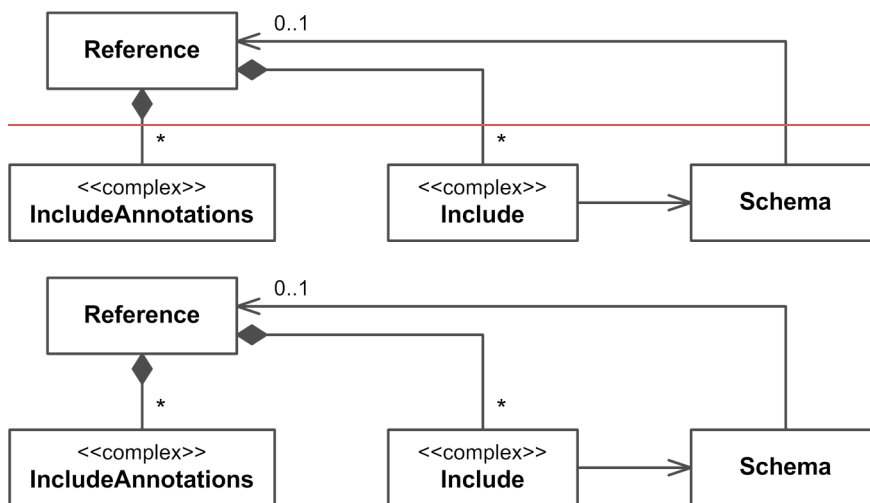 0..1
Reference
*
*
<<complex>>
IncludeAnnotations
<<complex>>
Include
Schema
0..1
Reference
*
*
<<complex>>
IncludeAnnotations
<<complex>>
Include
Schema